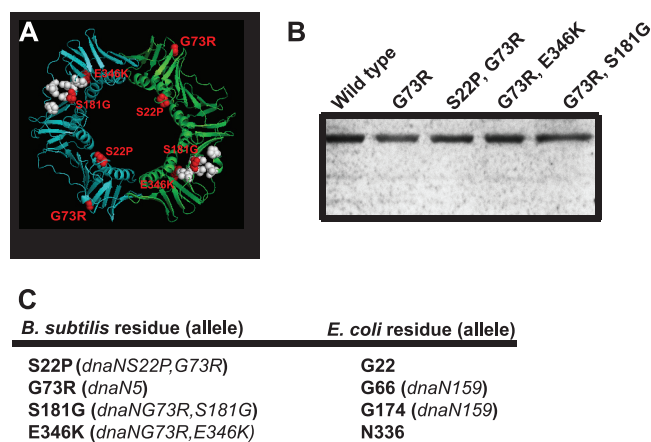 A
G73R
E346K
S181G
S22P
S181G
S22P
E346K
G73R
B
Wild type
G73R
S22P, G73R
G73R, E346K
G73R, S181G
C
B. subtilis residue (allele) E. coli residue (allele)
S22P (dnaNS22P,G73R) G22
G73R (dnaN5) G66 (dnaN159)
S181G (dnaNG73R,S181G) G174 (dnaN159)
E346K (dnaNG73R,E346K) N336